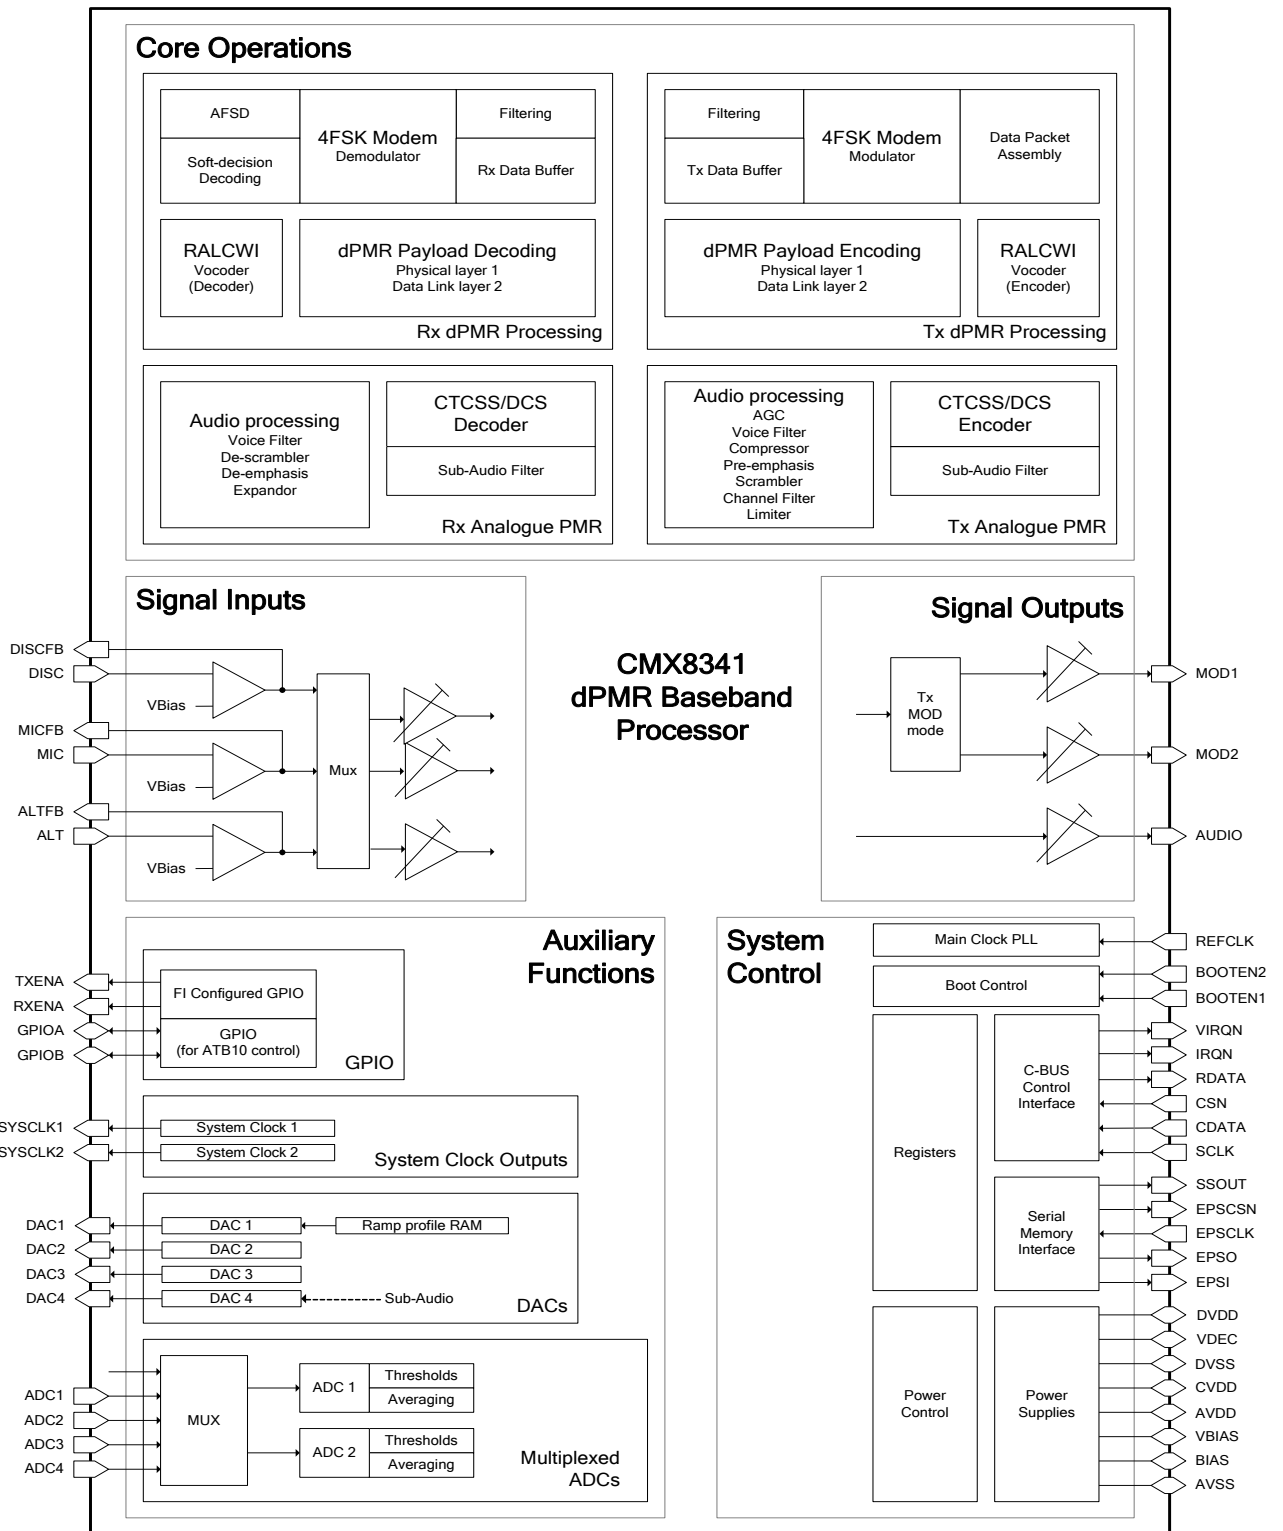 Core Operations
AFSD
4FSK Modem
Demodulator
Filtering
Soft-decision
Decoding
Rx Data Buffer
RALCWI
Vocoder
(Decoder)
dPMR Payload Decoding
Physical layer 1
Data Link layer 2
Rx dPMR Processing
Filtering
4FSK Modem
Modulator
Data Packet
Assembly
Tx Data Buffer
dPMR Payload Encoding
Physical layer 1
Data Link layer 2
RALCWI
Vocoder
(Encoder)
Tx dPMR Processing
Audio processing
Voice Filter
De-scrambler
De-emphasis
Expandor
CTCSS/DCS
Decoder
Sub-Audio Filter
Rx Analogue PMR
Audio processing
AGC
Voice Filter
Compressor
Pre-emphasis
Scrambler
Channel Filter
Limiter
CTCSS/DCS
Encoder
Sub-Audio Filter
Tx Analogue PMR
Signal Inputs
DISCFB
DISC
VBias
MICFB
MIC
VBias
ALTFB
ALT
VBias
Mux
CMX8341
dPMR Baseband
Processor
Signal Outputs
Tx
MOD
mode
MOD1
MOD2
AUDIO
Auxiliary
Functions
TXENA
RXENA
GPIOA
GPIOB
FI Configured GPIO
GPIO
(for ATB10 control)
GPIO
SYSCLK1
SYSCLK2
System Clock 1
System Clock 2
System Clock Outputs
DAC1
DAC2
DAC3
DAC4
DAC 1
Ramp profile RAM
DAC 2
DAC 3
DAC 4
Sub-Audio
DACs
ADC1
ADC2
ADC3
ADC4
MUX
ADC 1
Thresholds
Averaging
ADC 2
Thresholds
Averaging
Multiplexed
ADCs
System
Control
Main Clock PLL
Boot Control
Registers
C-BUS
Control
Interface
Serial
Memory
Interface
Power
Control
Power
Supplies
REFCLK
BOOTEN2
BOOTEN1
VIRQN
IRQN
RDATA
CSN
CDATA
SCLK
SSOUT
EPSCSN
EPSCLK
EPSO
EPSI
DVDD
VDEC
DVSS
CVDD
AVDD
VBIAS
BIAS
AVSS